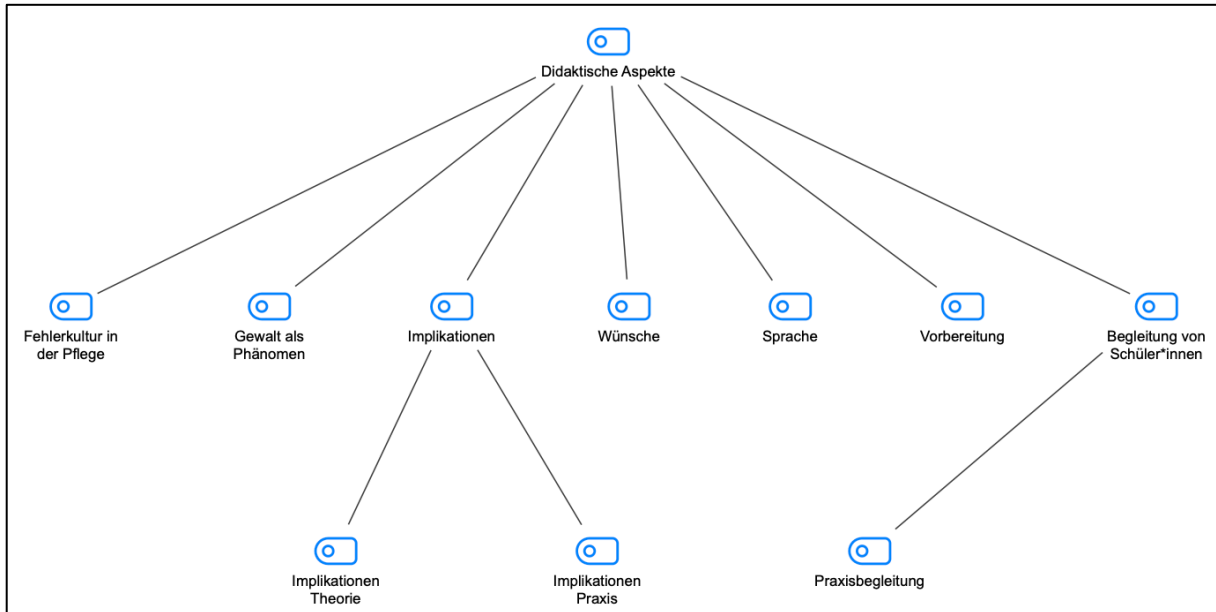 Didaktische Aspekte
Fehlerkultur in
der Pflege
Gewalt als
Phänomen
Implikationen
Wünsche
Sprache
Vorbereitung
Begleitung von
Schüler*innen
Implikationen
Theorie
Implikationen
Praxis
Praxisbegleitung